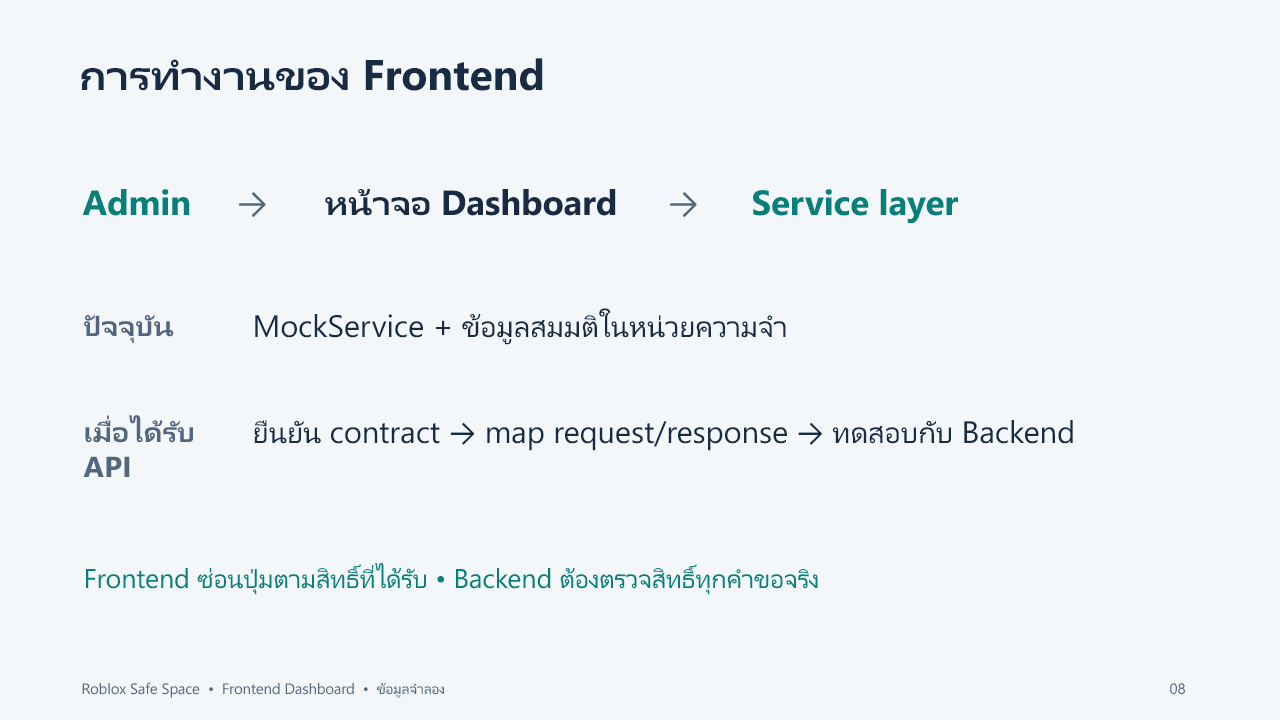 การทำงานของ Frontend
Admin → หน้าจอ Dashboard → Service layer
ปัจจุบัน MockService + ข้อมูลสมมติในหน่วยความจำ
เมื่อได้รับ ยืนยัน contract → map request/response → ทดสอบกับ Backend
API
Frontend ซ่อนปุ่มตามสิทธิ์ที่ได้รับ • Backend ต้องตรวจสิทธิ์ทุกคำขอจริง
Roblox Safe Space • Frontend Dashboard • ข้อมูลจำลอง 08